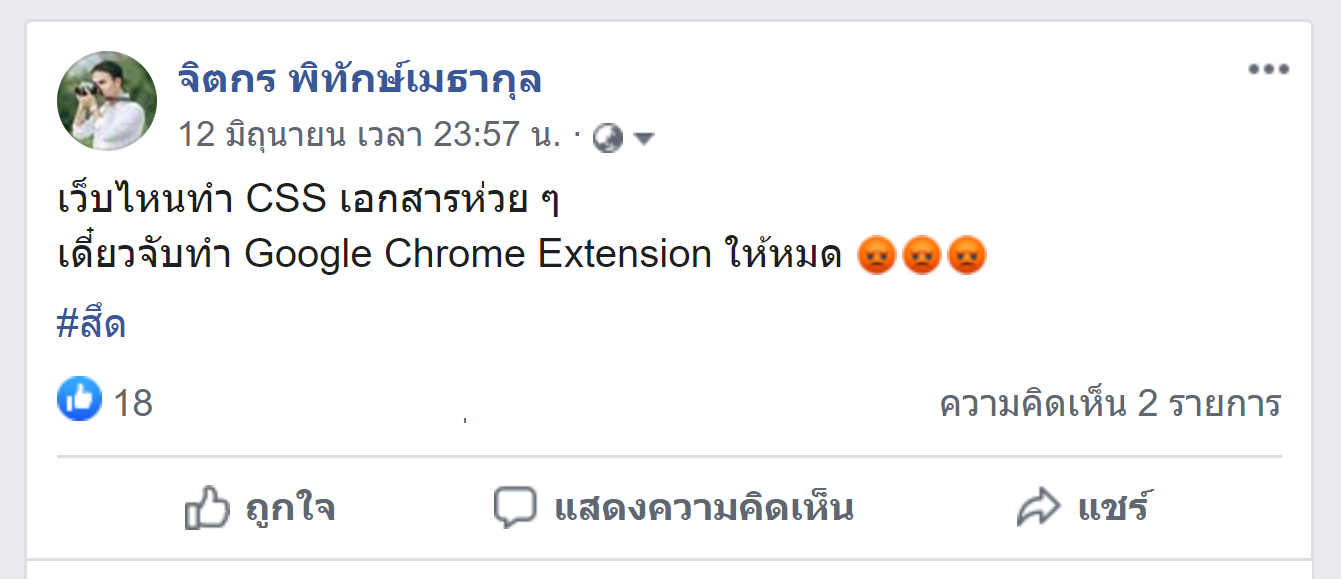 จิตกร พิทักษ์เมธากุล
12 มิถุนายน เวลา 23:57 น. ·
เว็บไหนทำ CSS เอกสารห่วย ๆ
เดี๋ยวจับทำ Google Chrome Extension ให้หมด 😡😡😡
#สึ๊ด
18
ความคิดเห็น 2 รายการ
ถูกใจ
แสดงความคิดเห็น
แชร์